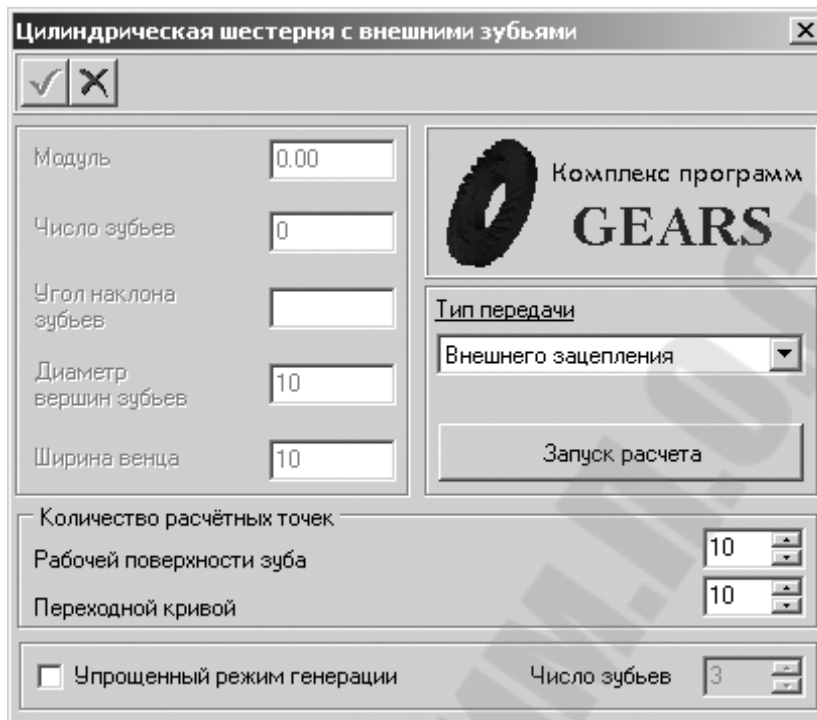 Цилиндрическая шестерня с внешними зубьями
Модуль 0.00
Число зубьев 0
Угол наклона
зубьев
Диаметр
вершин зубьев 10
Ширина венца 10
Комплекс программ
GEARS
Тип передачи
Внешнего зацепления
Запуск расчета
Количество расчётных точек
Рабочей поверхности зуба 10
Переходной кривой 10
Упрощенный режим генерации Число зубьев 3